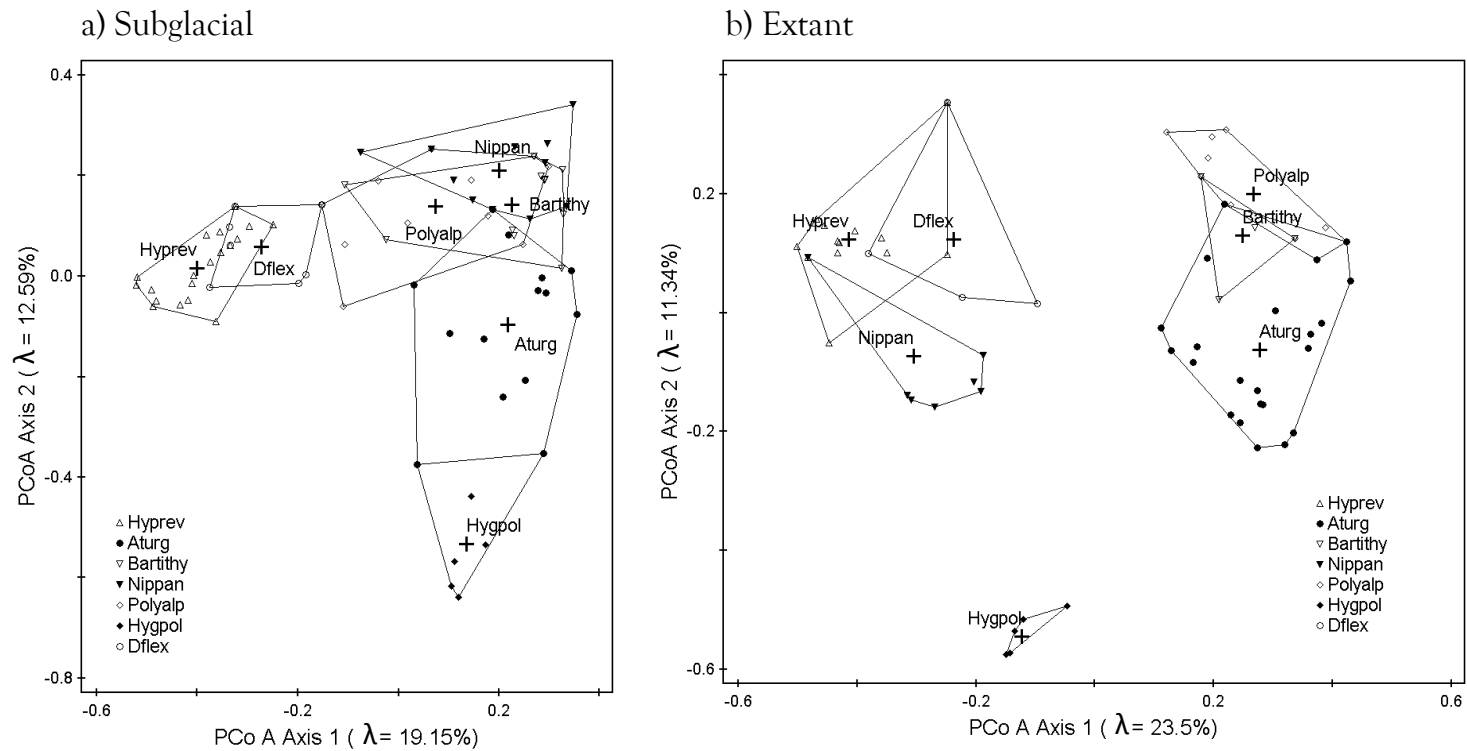 a) Subglacial
0.4
0.0
-0.4
-0.8
PCoA Axis 2 ( λ = 12.59%)
Nippan
Bartithy
Polyalp
Hyprev
Dflex
Aturg
Hygpol
Hyprev
Aturg
Bartithy
Nippan
Polyalp
Hygpol
Dflex
-0.6
-0.2
0.2
PCo A Axis 1 ( λ = 19.15%)
b) Extant
0.2
-0.2
-0.6
PCoA Axis 2 ( λ = 11.34%)
Polyalp
Bartithy
Hyprev
Dflex
Nippan
Aturg
Hygpol
Hyprev
Aturg
Bartithy
Nippan
Polyalp
Hygpol
Dflex
-0.6
-0.2
0.2
0.6
PCoA Axis 1 ( λ = 23.5%)